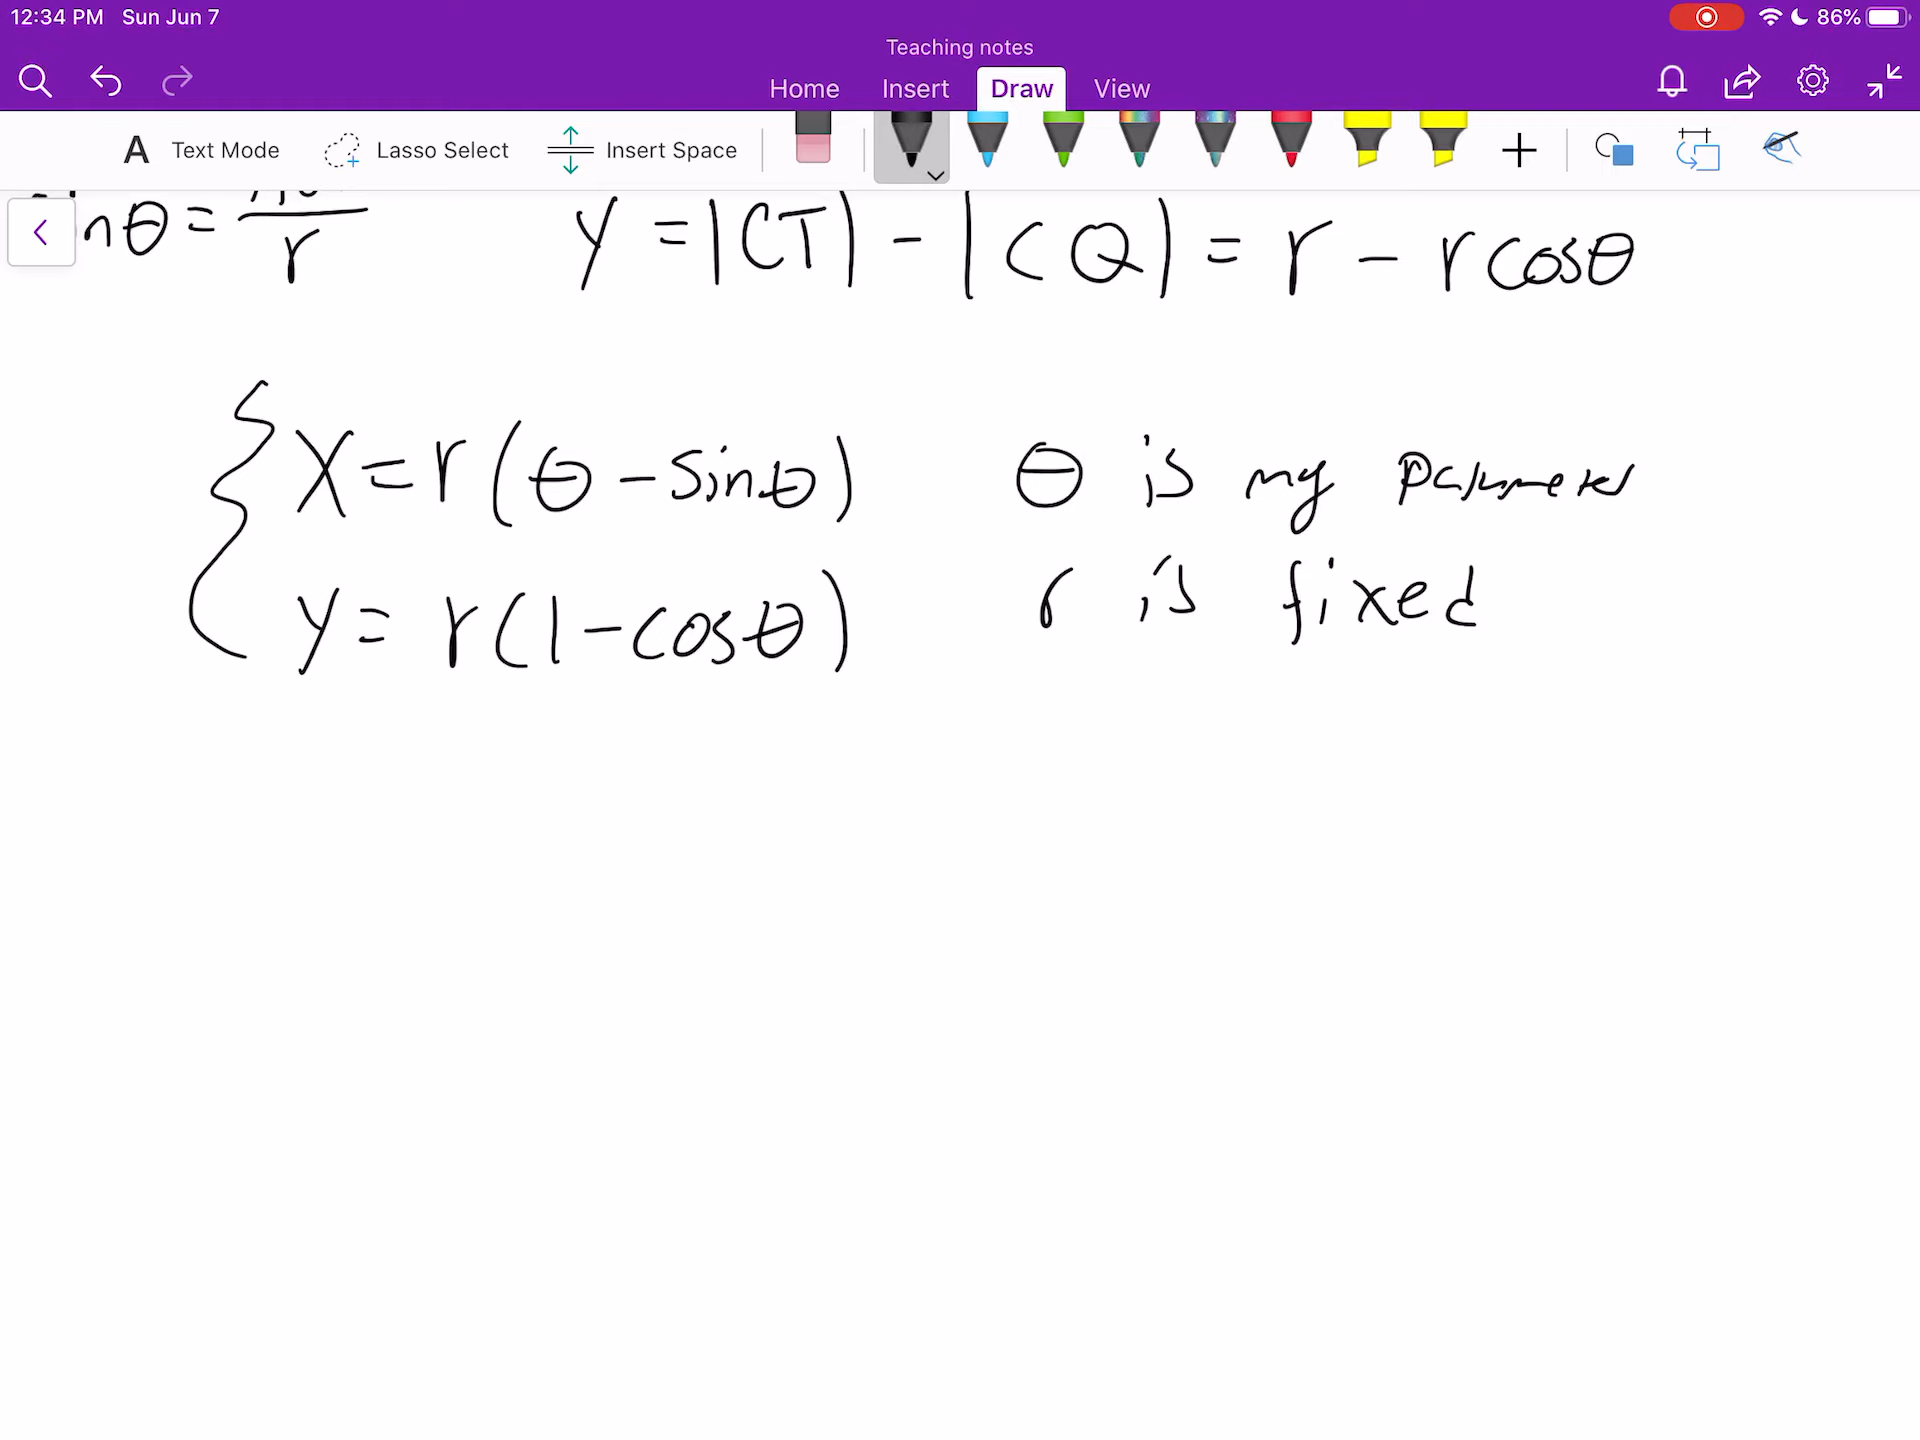 12:34 PM Sun Jun 7 86%
Teaching notes
Home Insert Draw View
A Text Mode Lasso Select Insert Space
nθ = r y = |CT| - |CQ| = r - r cosθ
x = r(θ - sinθ) θ is my parameter
y = r(1 - cosθ) r is fixed